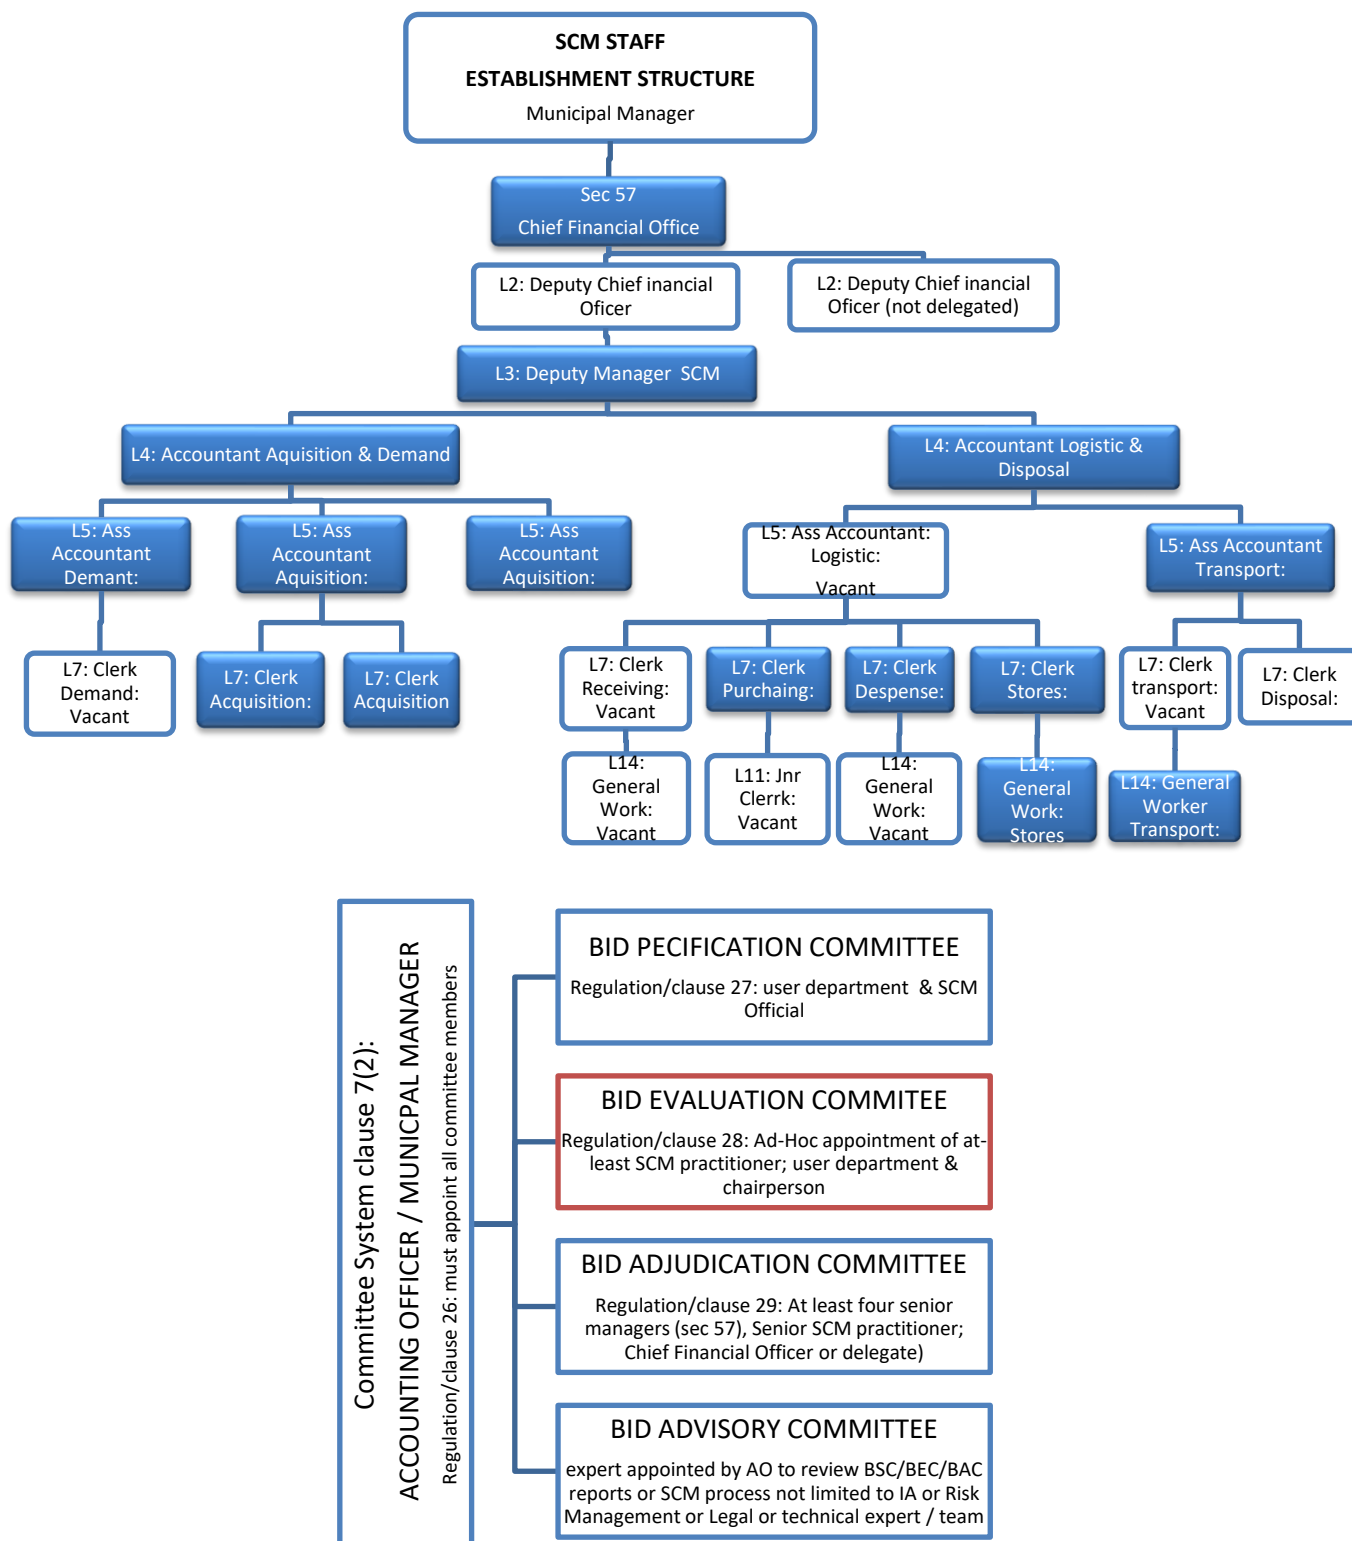 SCM STAFF
ESTABLISHMENT STRUCTURE
Municipal Manager
Sec 57
Chief Financial Office
L2: Deputy Chief inancial
Oficer
L2: Deputy Chief inancial
Oficer (not delegated)
L3: Deputy Manager SCM
L4: Accountant Aquisition & Demand
L4: Accountant Logistic &
Disposal
L5: Ass
Accountant
Demant:
L5: Ass
Accountant
Aquisition:
L5: Ass
Accountant
Aquisition:
L5: Ass Accountant:
Logistic:
Vacant
L5: Ass Accountant
Transport:
L7: Clerk
Demand:
Vacant
L7: Clerk
Acquisition:
L7: Clerk
Acquisition
L7: Clerk
Receiving:
Vacant
L7: Clerk
Purchaing:
L7: Clerk
Despense:
L7: Clerk
Stores:
L7: Clerk
transport:
Vacant
L7: Clerk
Disposal:
L14:
General
Work:
Vacant
L11: Jnr
Clerrk:
Vacant
L14:
General
Work:
Vacant
L14:
General
Work:
Stores
L14: General
Worker
Transport:
Committee System clause 7(2):
ACCOUNTING OFFICER / MUNICPAL MANAGER
Regulation/clause 26: must appoint all committee members
BID PECIFICATION COMMITTEE
Regulation/clause 27: user department & SCM
Official
BID EVALUATION COMMITEE
Regulation/clause 28: Ad-Hoc appointment of at-
least SCM practitioner; user department &
chairperson
BID ADJUDICATION COMMITTEE
Regulation/clause 29: At least four senior
managers (sec 57), Senior SCM practitioner;
Chief Financial Officer or delegate)
BID ADVISORY COMMITTEE
expert appointed by AO to review BSC/BEC/BAC
reports or SCM process not limited to IA or Risk
Management or Legal or technical expert / team